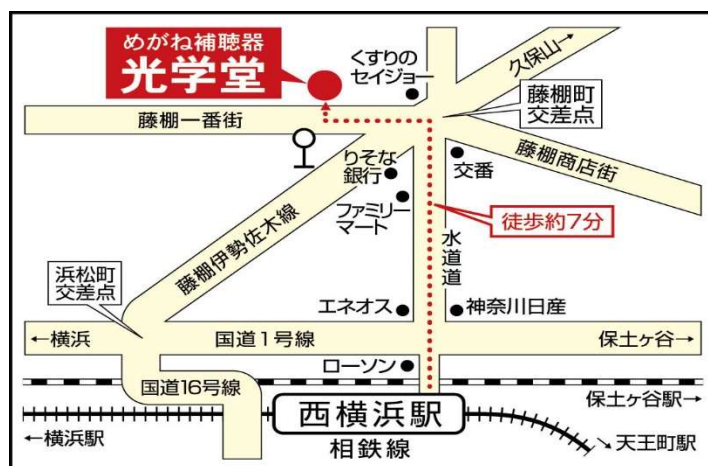 めがね補聴器
光学堂
くすりの
セイジョー
久保山→
藤棚町
交差点
藤棚一番街
藤棚商店街
りそな
銀行
交番
ファミリー
マート
徒歩約7分
水道道
藤棚伊勢佐木線
浜松町
交差点
エネオス
神奈川日産
←横浜
国道1号線
保土ヶ谷→
ローソン
国道16号線
保土ヶ谷駅→
西横浜駅
←横浜駅
相鉄線
→天王町駅